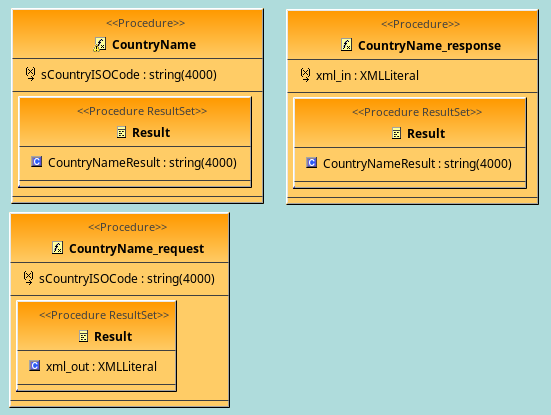 <<Procedure>>
CountryName
sCountryISOCode : string(4000)
<<Procedure ResultSet>>
Result
CountryNameResult : string(4000)
<<Procedure>>
CountryName_response
xml_in : XMLLiteral
<<Procedure ResultSet>>
Result
CountryNameResult : string(4000)
<<Procedure>>
CountryName_request
sCountryISOCode : string(4000)
<<Procedure ResultSet>>
Result
xml_out : XMLLiteral